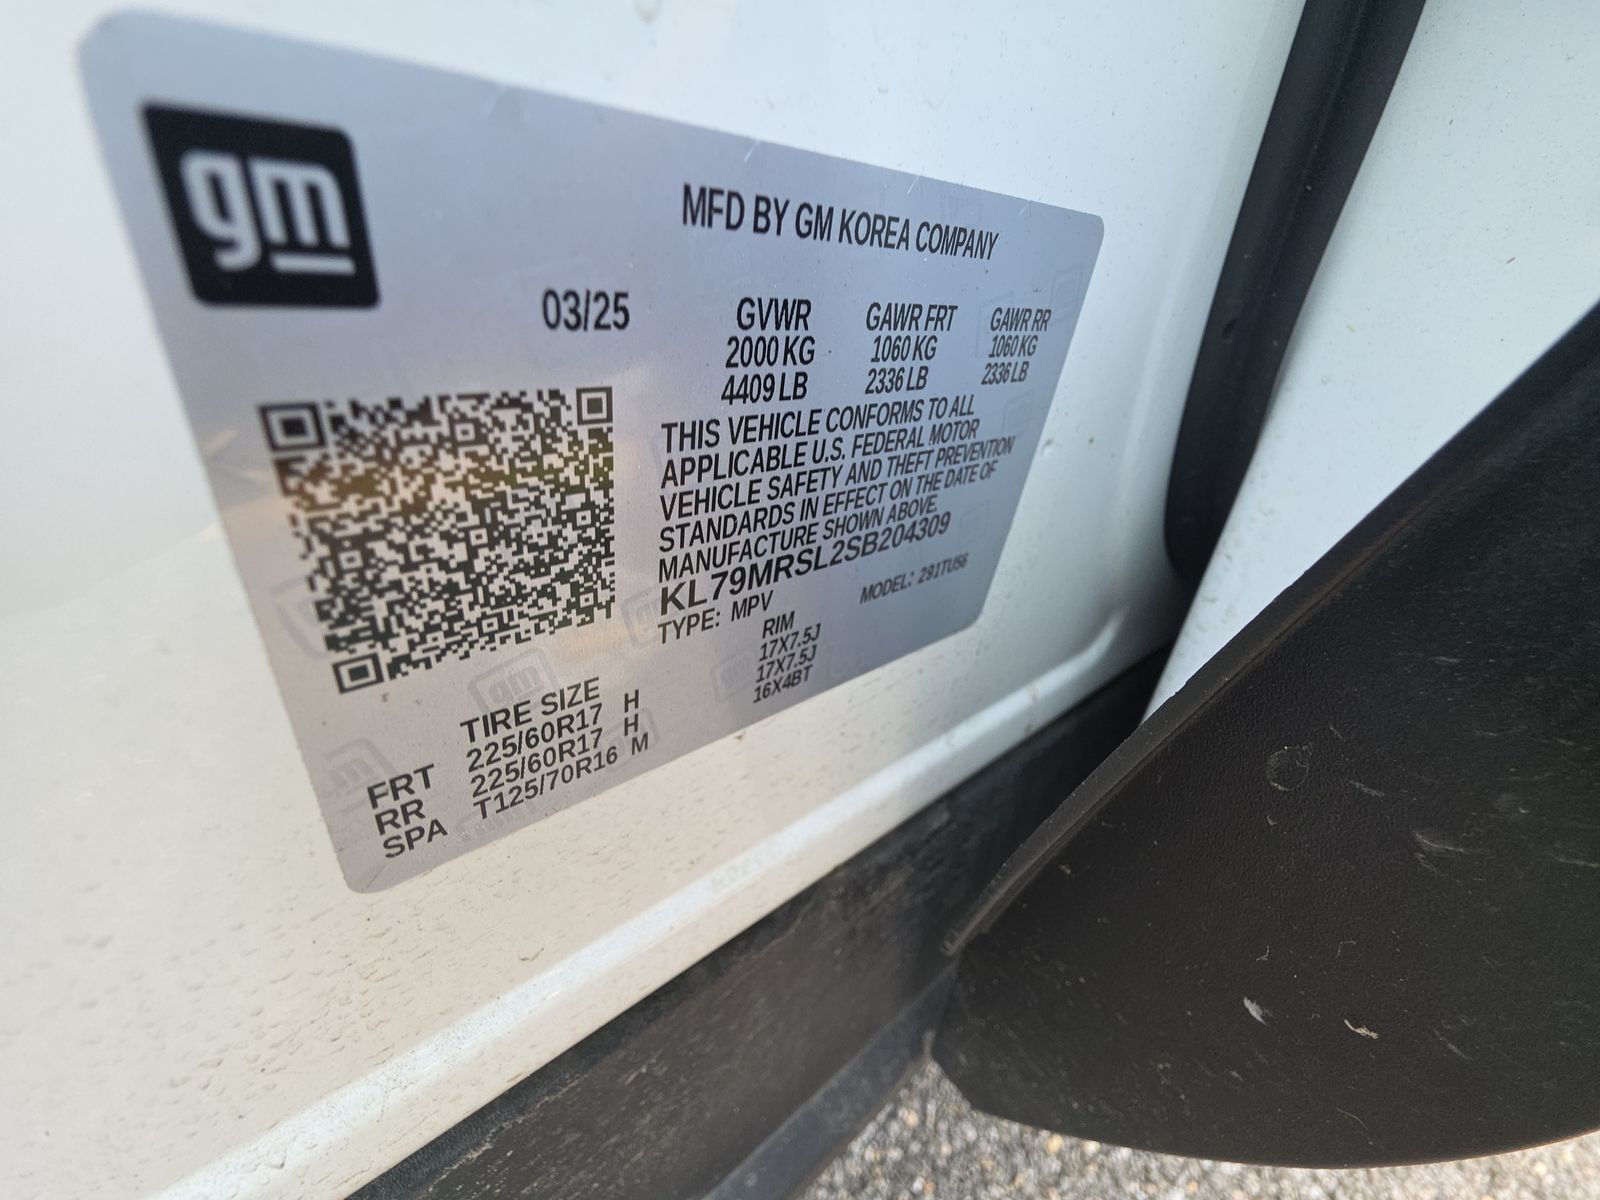 gm
MFD BY GM KOREA COMPANY
03/25
GVWR GAWR FRT GAWR RR
2000 KG 1060 KG 1060 KG
4409 LB 2336 LB 2336 LB
THIS VEHICLE CONFORMS TO ALL
APPLICABLE U.S. FEDERAL MOTOR
VEHICLE SAFETY AND THEFT PREVENTION
STANDARDS IN EFFECT ON THE DATE OF
MANUFACTURE SHOWN ABOVE.
KL79MRSL2SB204309
TYPE: MPV MODEL: 291TU56
TIRE SIZE RIM
FRT 225/60R17 H 17X7.5J
RR 225/60R17 H 17X7.5J
SPA T125/70R16 M 16X4BT